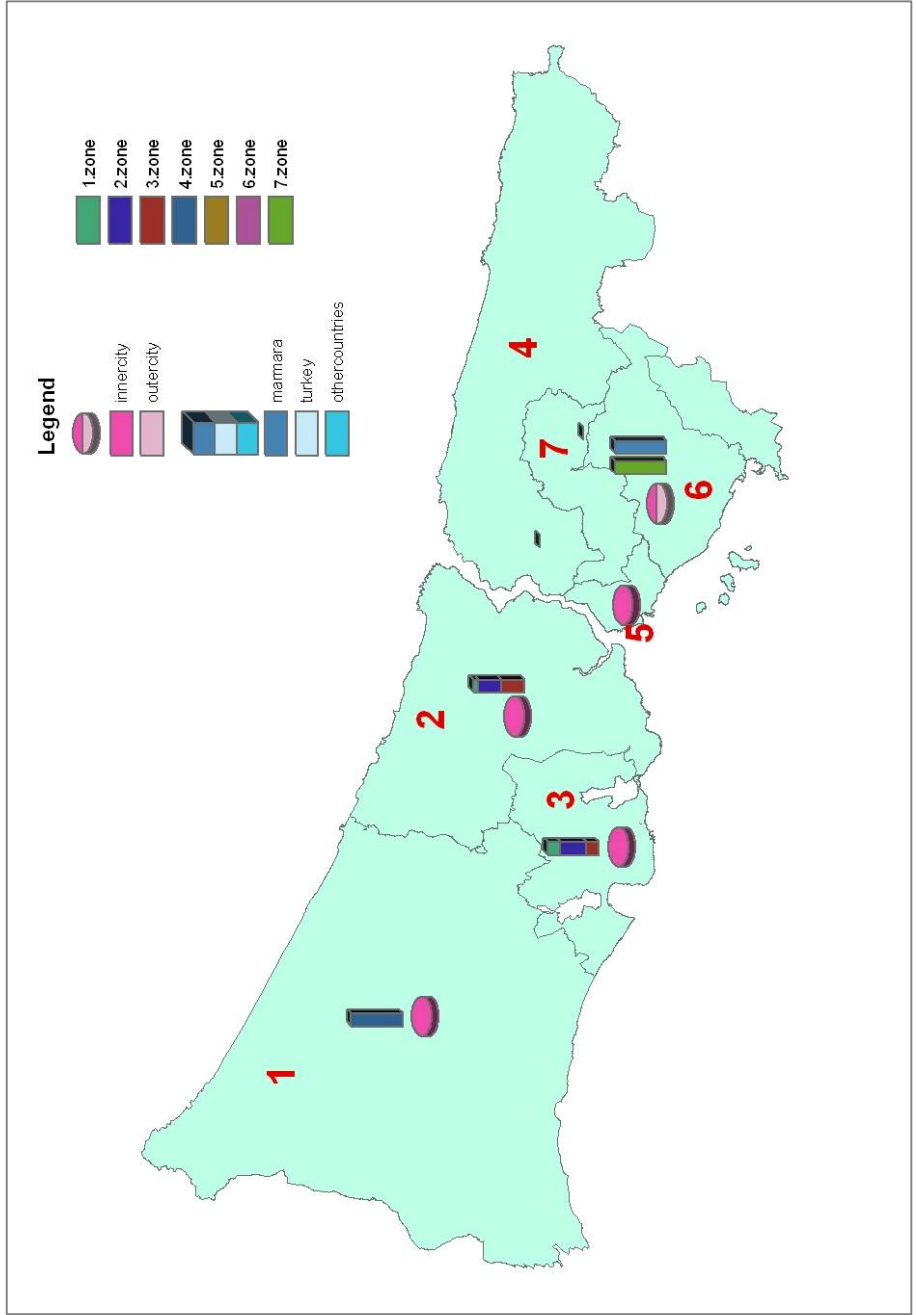 Legend
innercity
outercity
marmara
turkey
othercountries
1.zone
2.zone
3.zone
4.zone
5.zone
6.zone
7.zone
1
2
3
4
5
6
7